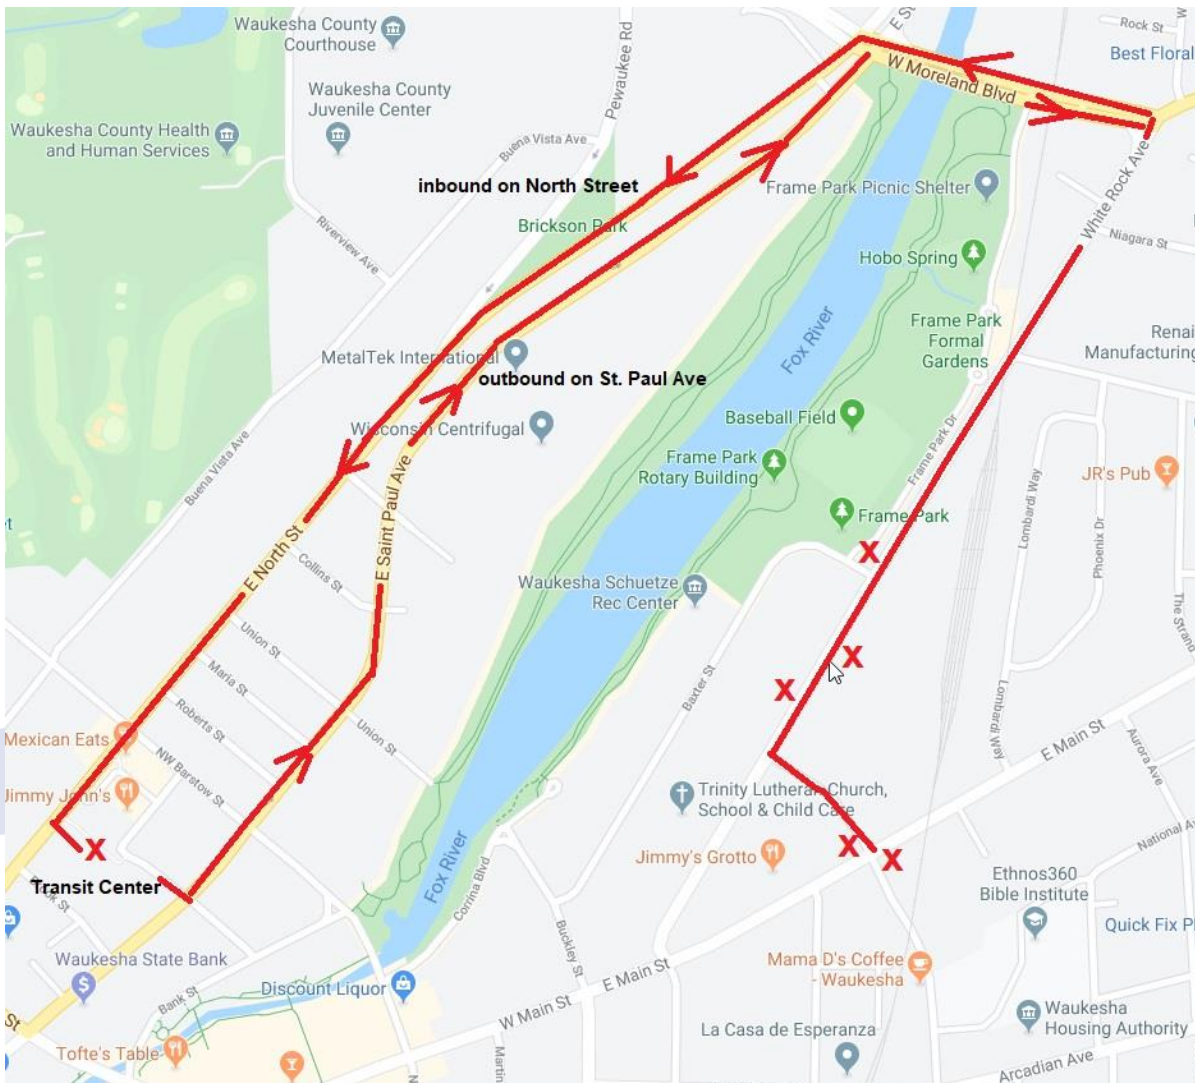 Waukesha County
Courthouse
Waukesha County
Juvenile Center
Waukesha County Health
and Human Services
Pewaukee Rd
Buena Vista Ave
Riverview Ave
Rock St
Best Floral
W Moreland Blvd
White Rock Ave
Niagara St
inbound on North Street
Brickson Park
Frame Park Picnic Shelter
Hobo Spring
Frame Park
Formal
Gardens
Fox River
MetalTek International
outbound on St. Paul Ave
Wisconsin Centrifugal
Baseball Field
Frame Park
Rotary Building
Frame Park Dr
Frame Park
Manufacturing
JR's Pub
Lombardi Way
Phoenix Dr
The Strand
Buena Vista Ave
E North St
E Saint Paul Ave
Collins St
Union St
Maria St
Roberts St
NW Barstow St
Union St
Waukesha Schuetze
Rec Center
Baxter St
X
X
X
Lombardi Way
E Main St
Aurora Ave
Mexican Eats
Jimmy John's
X
Transit Center
Trinity Lutheran Church,
School & Child Care
Jimmy's Grotto
X
X
National Av
Ethnos360
Bible Institute
Quick Fix
Fox River
Corrina Blvd
Buckley St
E Main St
W Main St
Waukesha State Bank
$
Bank St
St
Discount Liquor
Tofte's Table
Mama D's Coffee
- Waukesha
La Casa de Esperanza
Waukesha
Housing Authority
Arcadian Ave
Martin